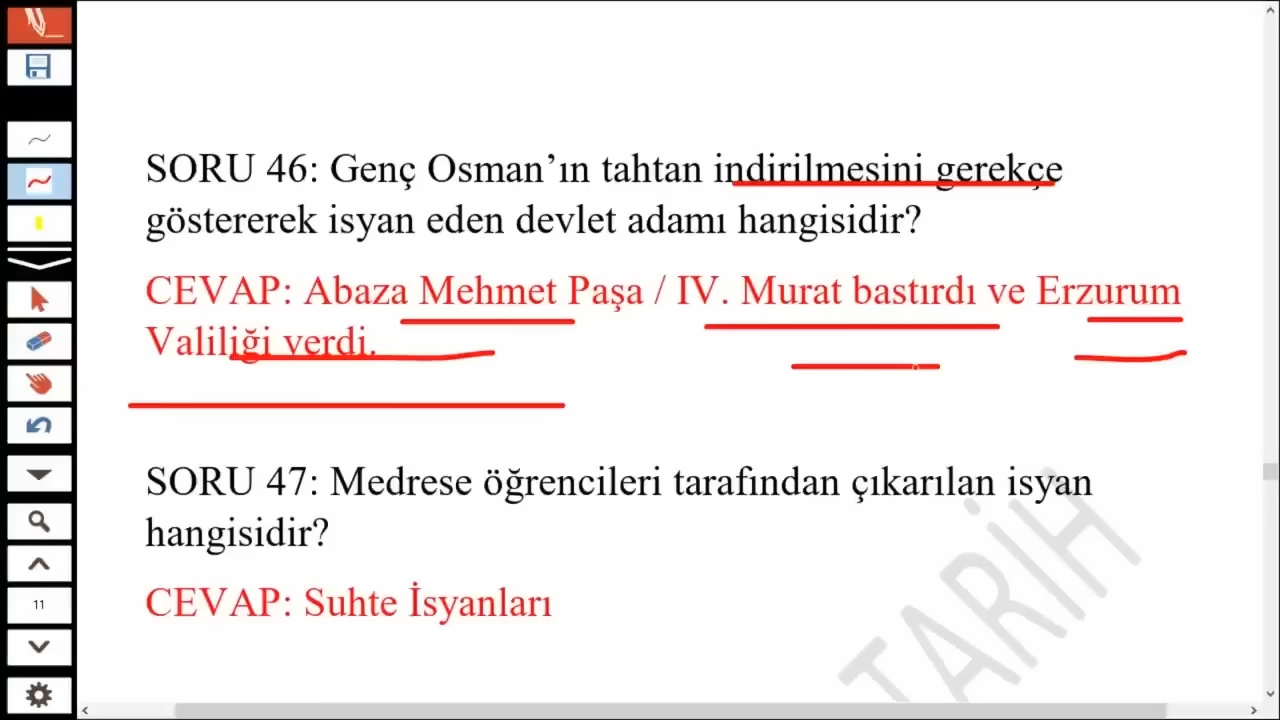 SORU 46: Genç Osman’ın tahtan indirilmesini gerekçe
göstererek isyan eden devlet adamı hangisidir?
CEVAP: Abaza Mehmet Paşa / IV. Murat bastırdı ve Erzurum
Valiliği verdi.
SORU 47: Medrese öğrencileri tarafından çıkarılan isyan
hangisidir?
CEVAP: Suhte İsyanları
TARİH
11